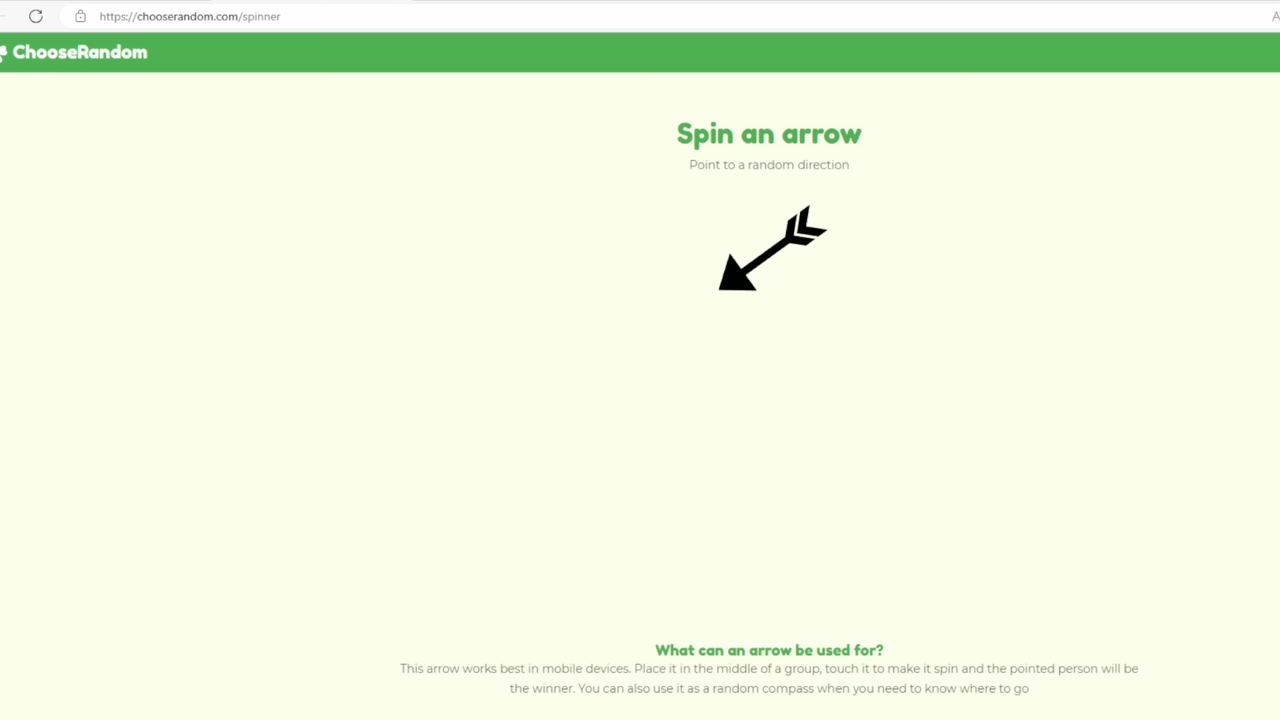 https://chooserandom.com/spinner
A
ChooseRandom
Spin an arrow
Point to a random direction
What can an arrow be used for?
This arrow works best in mobile devices. Place it in the middle of a group, touch it to make it spin and the pointed person will be
the winner. You can also use it as a random compass when you need to know where to go